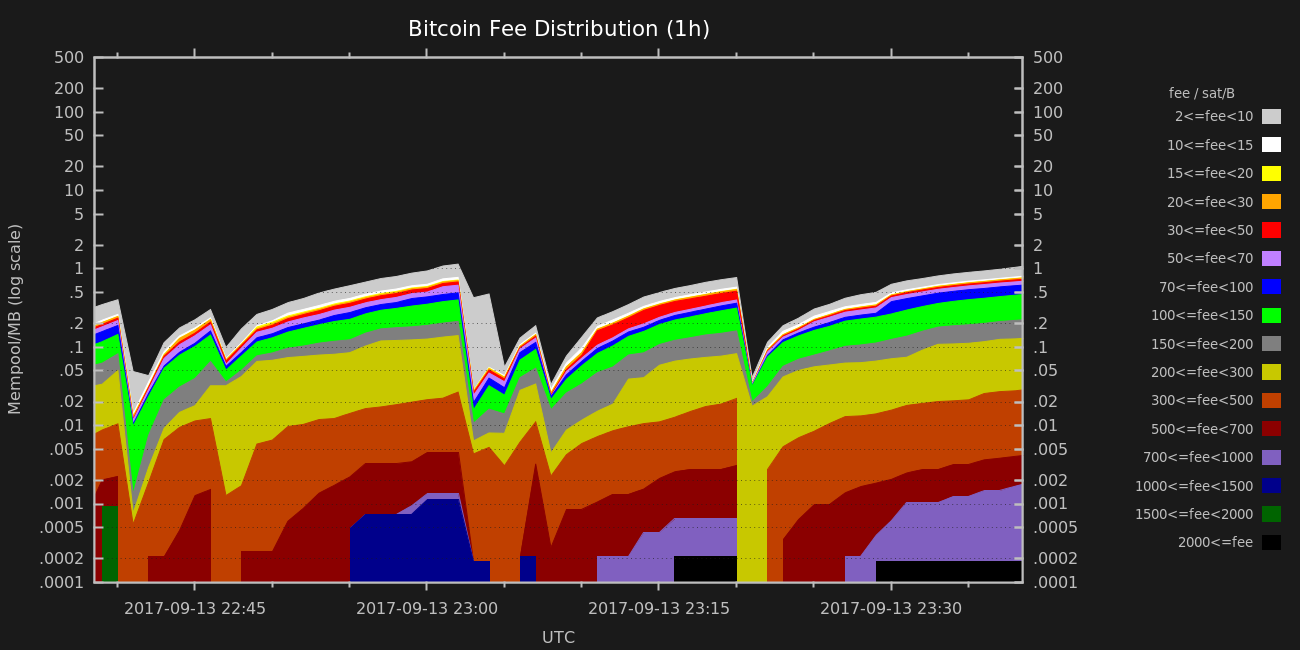 Bitcoin Fee Distribution (1h)
Mempool/MB (log scale)
500
200
100
50
20
10
5
2
1
.5
.2
.1
.05
.02
.01
.005
.002
.001
.0005
.0002
.0001
500
200
100
50
20
10
5
2
1
.5
.2
.1
.05
.02
.01
.005
.002
.001
.0005
.0002
.0001
2017-09-13 22:45
2017-09-13 23:00
2017-09-13 23:15
2017-09-13 23:30
UTC
fee / sat/B
2<=fee<10
10<=fee<15
15<=fee<20
20<=fee<30
30<=fee<50
50<=fee<70
70<=fee<100
100<=fee<150
150<=fee<200
200<=fee<300
300<=fee<500
500<=fee<700
700<=fee<1000
1000<=fee<1500
1500<=fee<2000
2000<=fee